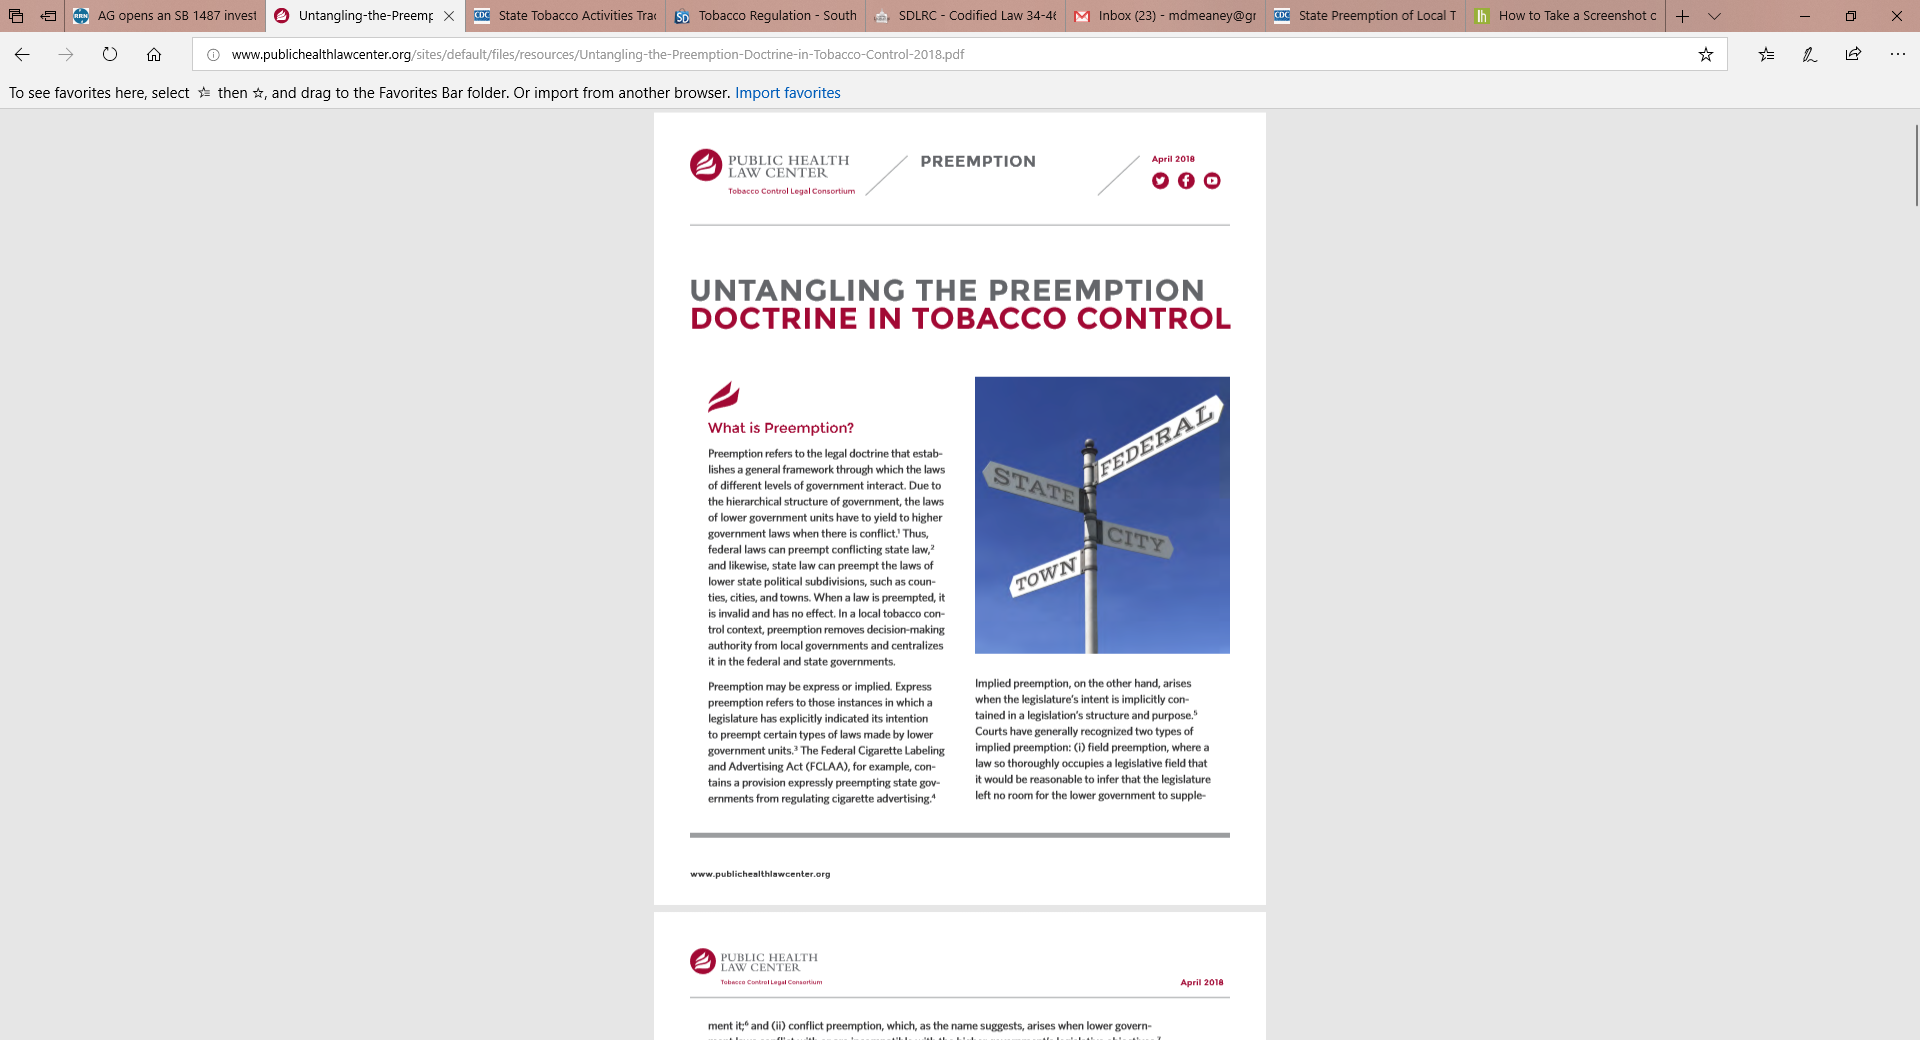 AG opens an SB 1487 invest
Untangling-the-Preemp
State Tobacco Activities Trac
Tobacco Regulation - South
SDLRC - Codified Law 34-46
Inbox (23) - mdmeaney@gr
State Preemption of Local T
How to Take a Screenshot o
www.publichealthlawcenter.org/sites/default/files/resources/Untangling-the-Preemption-Doctrine-in-Tobacco-Control-2018.pdf
To see favorites here, select then ☆, and drag to the Favorites Bar folder. Or import from another browser. Import favorites
PUBLIC HEALTH
LAW CENTER
Tobacco Control Legal Consortium
PREEMPTION
April 2018
UNTANGLING THE PREEMPTION
DOCTRINE IN TOBACCO CONTROL
What is Preemption?
Preemption refers to the legal doctrine that estab-
lishes a general framework through which the laws
of different levels of government interact. Due to
the hierarchical structure of government, the laws
of lower government units have to yield to higher
government laws when there is conflict.¹ Thus,
federal laws can preempt conflicting state law,²
and likewise, state law can preempt the laws of
lower state political subdivisions, such as coun-
ties, cities, and towns. When a law is preempted, it
is invalid and has no effect. In a local tobacco con-
trol context, preemption removes decision-making
authority from local governments and centralizes
it in the federal and state governments.
Preemption may be express or implied. Express
preemption refers to those instances in which a
legislature has explicitly indicated its intention
to preempt certain types of laws made by lower
government units.³ The Federal Cigarette Labeling
and Advertising Act (FCLAA), for example, con-
tains a provision expressly preempting state gov-
ernments from regulating cigarette advertising.⁴
FEDERAL
STATE
CITY
TOWN
Implied preemption, on the other hand, arises
when the legislature's intent is implicitly con-
tained in a legislation's structure and purpose.⁵
Courts have generally recognized two types of
implied preemption: (i) field preemption, where a
law so thoroughly occupies a legislative field that
it would be reasonable to infer that the legislature
left no room for the lower government to supple-
www.publichealthlawcenter.org
PUBLIC HEALTH
LAW CENTER
Tobacco Control Legal Consortium
April 2018
ment it;⁶ and (ii) conflict preemption, which, as the name suggests, arises when lower govern-